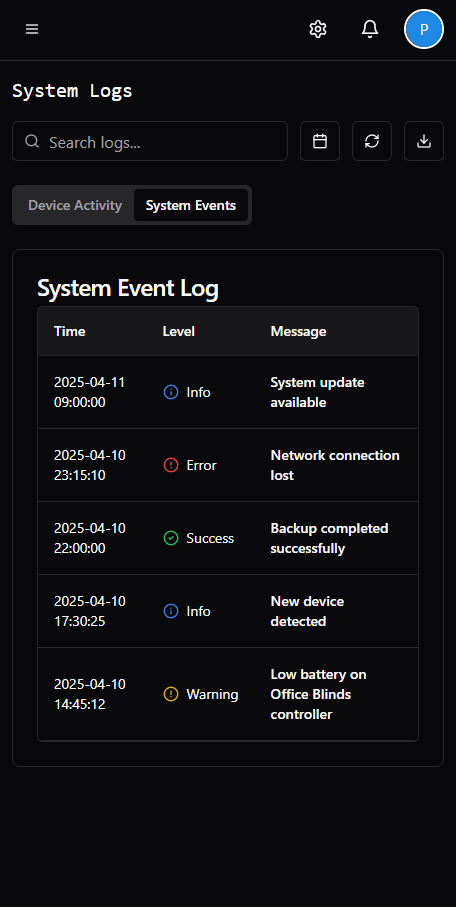 P
System Logs
Search logs...
Device Activity System Events
System Event Log
Time Level Message
2025-04-11 09:00:00 Info System update available
2025-04-10 23:15:10 Error Network connection lost
2025-04-10 22:00:00 Success Backup completed successfully
2025-04-10 17:30:25 Info New device detected
2025-04-10 14:45:12 Warning Low battery on Office Blinds controller